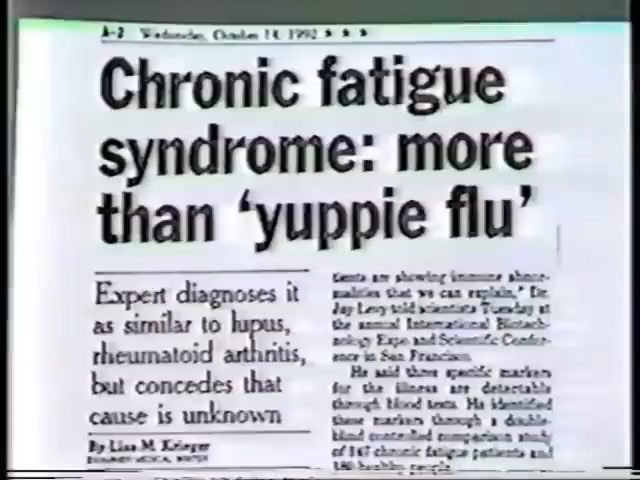 A-2 Wednesday, October 14, 1992 ★ ★ ★
Chronic fatigue
syndrome: more
than ‘yuppie flu’
Expert diagnoses it
as similar to lupus,
rheumatoid arthritis,
but concedes that
cause is unknown
By Lisa M. Krieger
tients are showing immune abnor-
malities that we can explain," Dr.
Jay Levy told scientists Tuesday at
the annual International Biotech-
nology Expo and Scientific Confer-
ence in San Francisco.
He said three specific markers
for the illness are detectable
through blood tests. He identified
these markers through a double-
blind controlled comparison study
of 147 chronic fatigue patients and
180 healthy people.